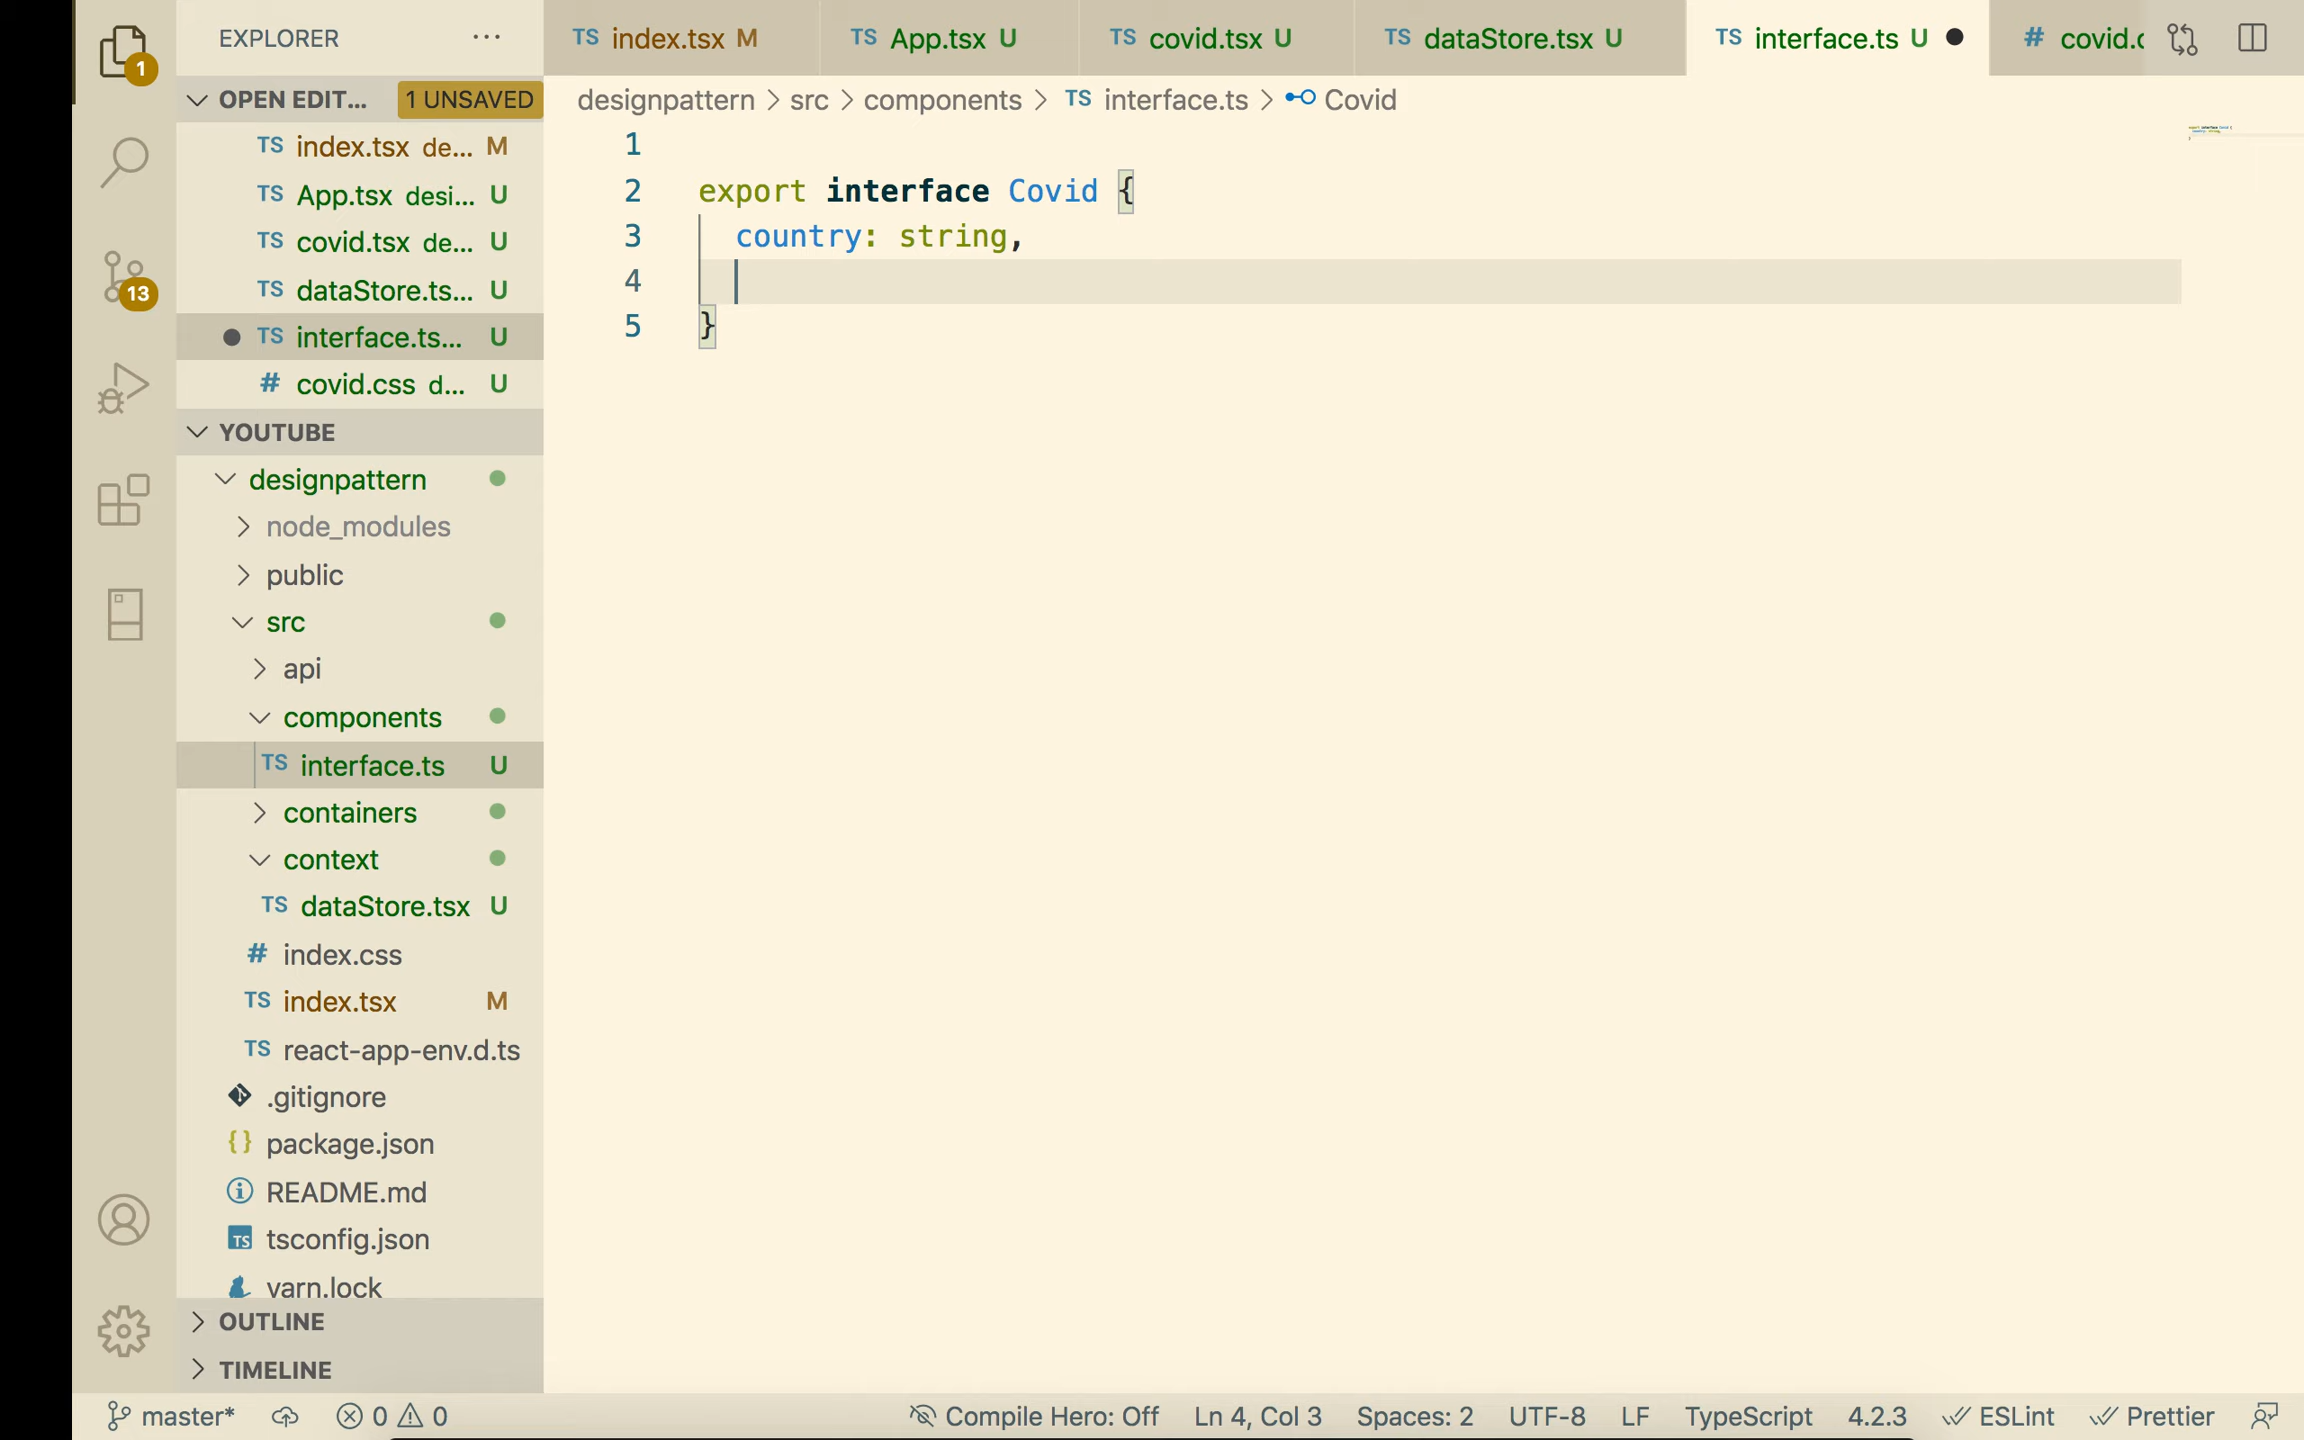 EXPLORER ...
1
OPEN EDIT... 1 UNSAVED
TS index.tsx de... M
TS App.tsx desi... U
TS covid.tsx de... U
TS dataStore.ts... U
TS interface.ts... U
# covid.css d... U
YOUTUBE
designpattern
node_modules
public
src
api
components
TS interface.ts U
containers
context
TS dataStore.tsx U
# index.css
TS index.tsx M
TS react-app-env.d.ts
.gitignore
{} package.json
README.md
TS tsconfig.json
yarn.lock
OUTLINE
TIMELINE
13
TS index.tsx M TS App.tsx U TS covid.tsx U TS dataStore.tsx U TS interface.ts U # covid.c
designpattern > src > components > TS interface.ts > Covid
1
2 export interface Covid {
3 country: string,
4
5 }
master* 0 0 Compile Hero: Off Ln 4, Col 3 Spaces: 2 UTF-8 LF TypeScript 4.2.3 ESLint Prettier